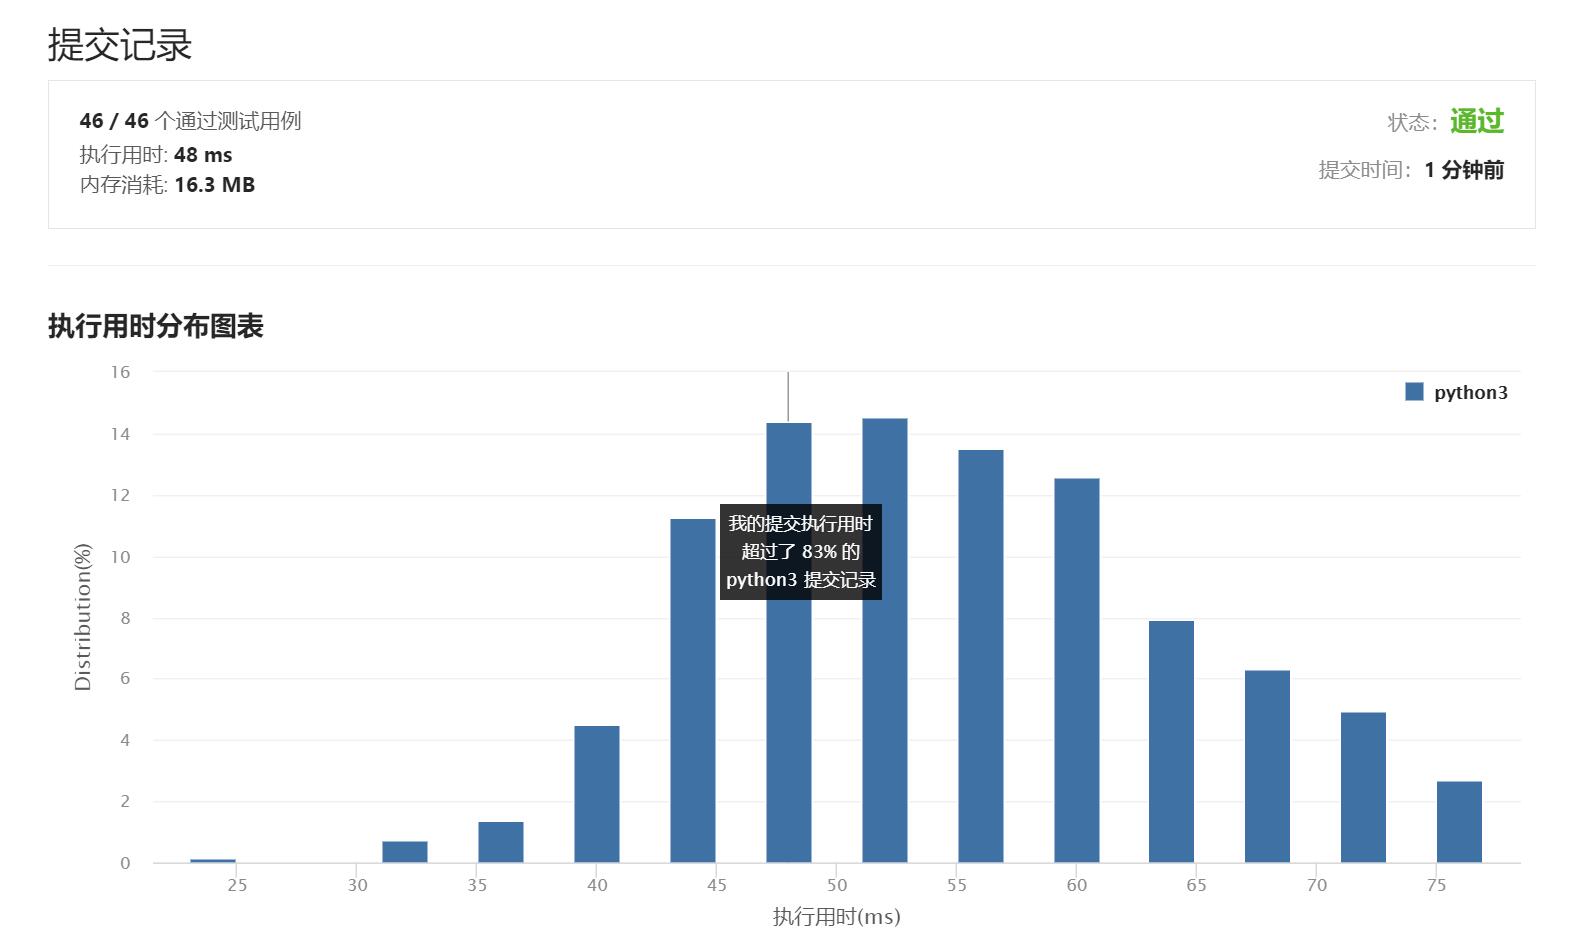 提交记录
46 / 46 个通过测试用例
状态：通过
执行用时: 48 ms
提交时间：1 分钟前
内存消耗: 16.3 MB
执行用时分布图表
python3
16
14
12
10
8
6
4
2
0
Distribution(%)
我的提交执行用时
超过了 83% 的
python3 提交记录
25 30 35 40 45 50 55 60 65 70 75
执行用时(ms)